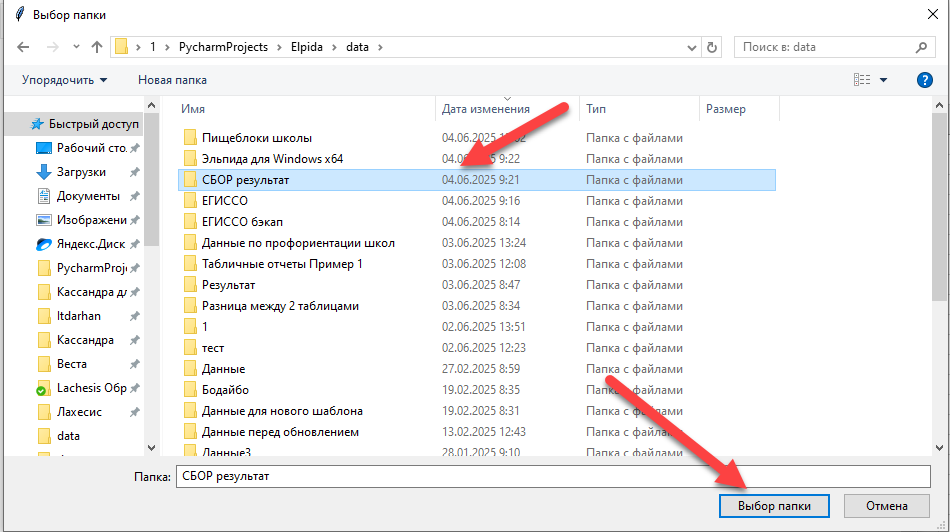 Выбор папки
1 PycharmProjects Elpida data
Поиск в: data
Упорядочить Новая папка
Имя Дата изменения Тип Размер
Быстрый доступ
Рабочий сто.
Загрузки
Документы
Изображени
Яндекс.Диск
PycharmProj
Кассандра дл
Itdarhan
Кассандра
Веста
Lachesis Обр
Лахесис
data
Пищеблоки школы 04.06.2025 Папка с файлами
Эльпида для Windows x64 04.06.2025 9:22 Папка с файлами
СБОР результат 04.06.2025 9:21 Папка с файлами
ЕГИССО 04.06.2025 9:16 Папка с файлами
ЕГИССО бэкап 04.06.2025 8:14 Папка с файлами
Данные по профориентации школ 03.06.2025 13:24 Папка с файлами
Табличные отчеты Пример 1 03.06.2025 12:08 Папка с файлами
Результат 03.06.2025 8:47 Папка с файлами
Разница между 2 таблицами 03.06.2025 8:34 Папка с файлами
1 02.06.2025 13:51 Папка с файлами
тест 02.06.2025 12:23 Папка с файлами
Данные 27.02.2025 8:59 Папка с файлами
Бодайбо 19.02.2025 8:35 Папка с файлами
Данные для нового шаблона 19.02.2025 8:31 Папка с файлами
Данные перед обновлением 13.02.2025 12:43 Папка с файлами
Данные3 28.01.2025 9:10 Папка с файлами
Папка: СБОР результат
Выбор папки Отмена